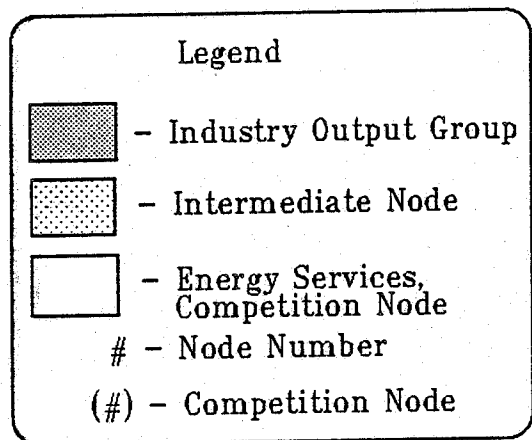 Legend
- Industry Output Group
- Intermediate Node
- Energy Services,
Competition Node
# - Node Number
(#) - Competition Node